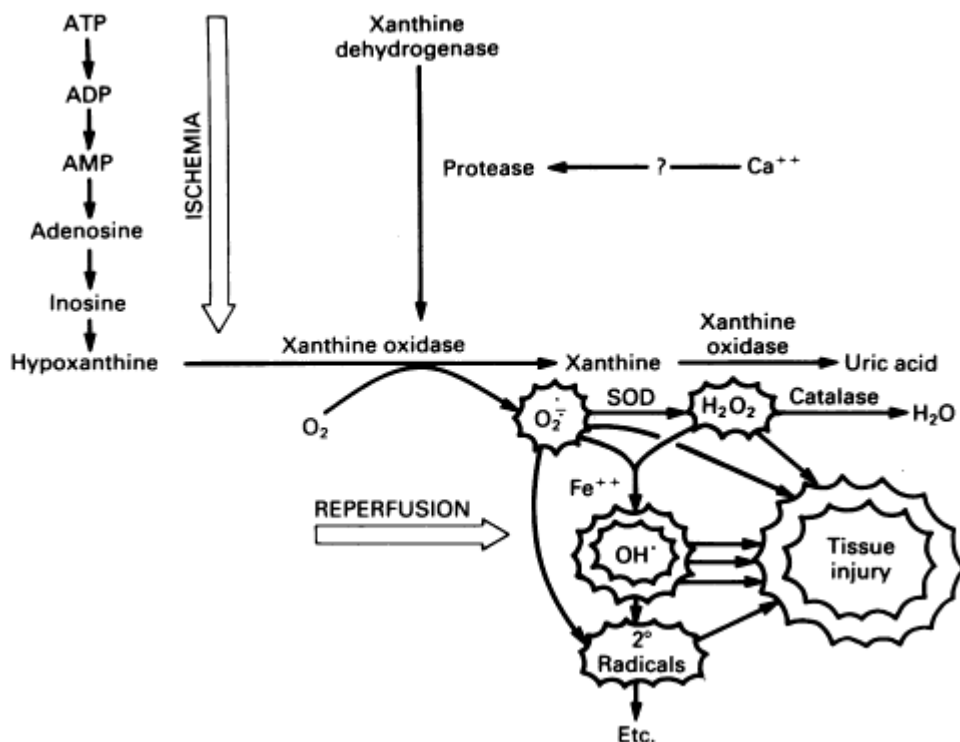 ATP
Xanthine
dehydrogenase
ADP
AMP
ISCHEMIA
Protease
?
Ca⁺⁺
Adenosine
Inosine
Hypoxanthine
Xanthine oxidase
Xanthine
Xanthine
oxidase
Uric acid
O₂
O₂·̄
SOD
H₂O₂
Catalase
H₂O
Fe⁺⁺
REPERFUSION
OH·
Tissue
injury
2°
Radicals
Etc.